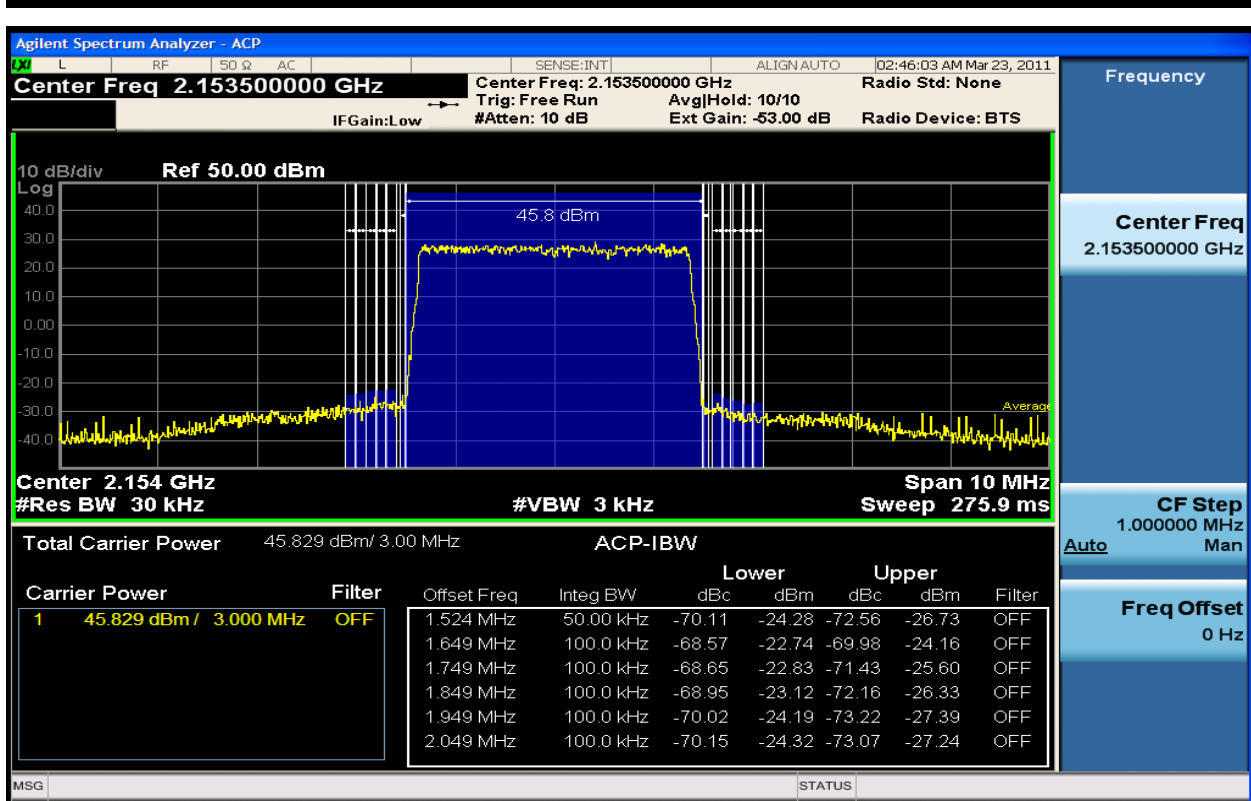 Agilent Spectrum Analyzer - ACP
LXI L RF 50 Ω AC SENSE:INT ALIGN AUTO 02:46:03 AM Mar 23, 2011
Center Freq 2.153500000 GHz
Center Freq: 2.153500000 GHz Radio Std: None
Trig: Free Run Avg|Hold: 10/10
IFGain:Low #Atten: 10 dB Ext Gain: -53.00 dB Radio Device: BTS
10 dB/div Ref 50.00 dBm
Log
40.0
30.0
20.0
10.0
0.00
-10.0
-20.0
-30.0
-40.0
45.8 dBm
Average
Center 2.154 GHz Span 10 MHz
#Res BW 30 kHz #VBW 3 kHz Sweep 275.9 ms
Total Carrier Power 45.829 dBm/ 3.00 MHz ACP-IBW
Lower Upper
Carrier Power Filter
1 45.829 dBm / 3.000 MHz OFF
Offset Freq Integ BW dBc dBm dBc dBm Filter
1.524 MHz 50.00 kHz -70.11 -24.28 -72.56 -26.73 OFF
1.649 MHz 100.0 kHz -68.57 -22.74 -69.98 -24.16 OFF
1.749 MHz 100.0 kHz -68.65 -22.83 -71.43 -25.60 OFF
1.849 MHz 100.0 kHz -68.95 -23.12 -72.16 -26.33 OFF
1.949 MHz 100.0 kHz -70.02 -24.19 -73.22 -27.39 OFF
2.049 MHz 100.0 kHz -70.15 -24.32 -73.07 -27.24 OFF
MSG STATUS
Frequency
Center Freq
2.153500000 GHz
CF Step
1.000000 MHz
Auto Man
Freq Offset
0 Hz